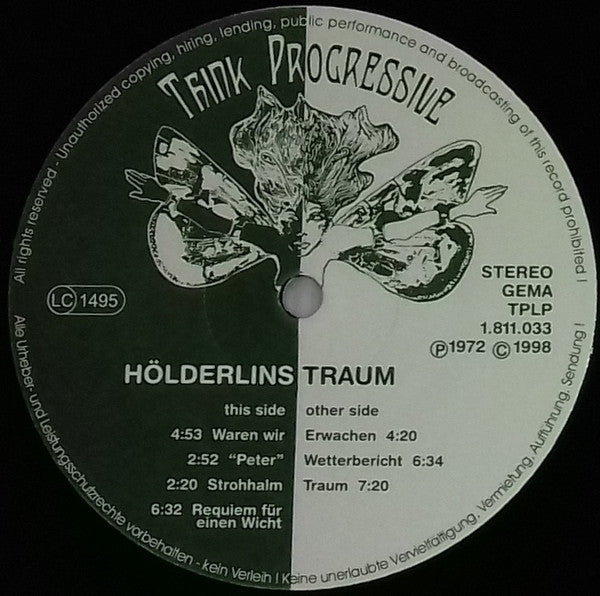 All rights reserved - Unauthorized copying, hiring, lending, public performance and broadcasting of this record prohibited !
THINK PROGRESSIVE
LC 1495
STEREO
GEMA
TPLP
1.811.033
Ⓟ1972 ©1998
HÖLDERLINS TRAUM
this side other side
4:53 Waren wir Erwachen 4:20
2:52 "Peter" Wetterbericht 6:34
2:20 Strohhalm Traum 7:20
6:32 Requiem für
einen Wicht
Alle Urheber- und Leistungsschutzrechte vorbehalten - kein Verleih ! Keine unerlaubte Vervielfältigung, Vermietung, Aufführung, Sendung !